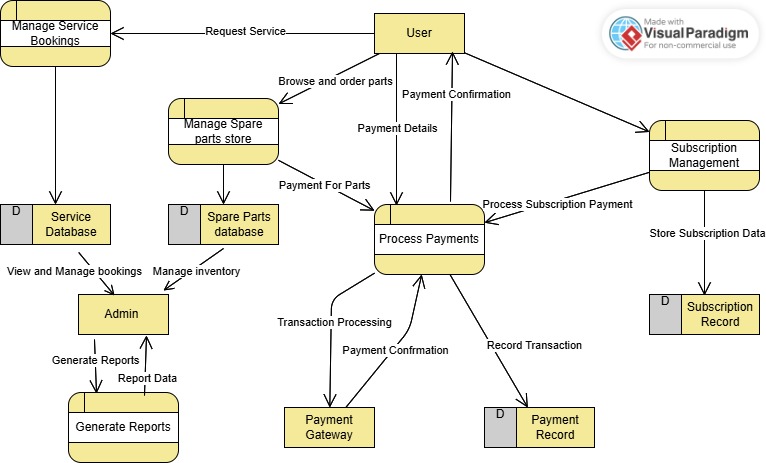 Made with
Visual Paradigm
For non-commercial use
Manage Service
Bookings
Request Service
User
Browse and order parts
Payment Confirmation
Manage Spare
parts store
Payment Details
Subscription
Management
Payment For Parts
Process Subscription Payment
D
Service
Database
D
Spare Parts
database
Process Payments
Store Subscription Data
View and Manage bookings
Manage inventory
Admin
D
Subscription
Record
Transaction Processing
Record Transaction
Payment Confrmation
Generate Reports
Report Data
Generate Reports
Payment
Gateway
D
Payment
Record